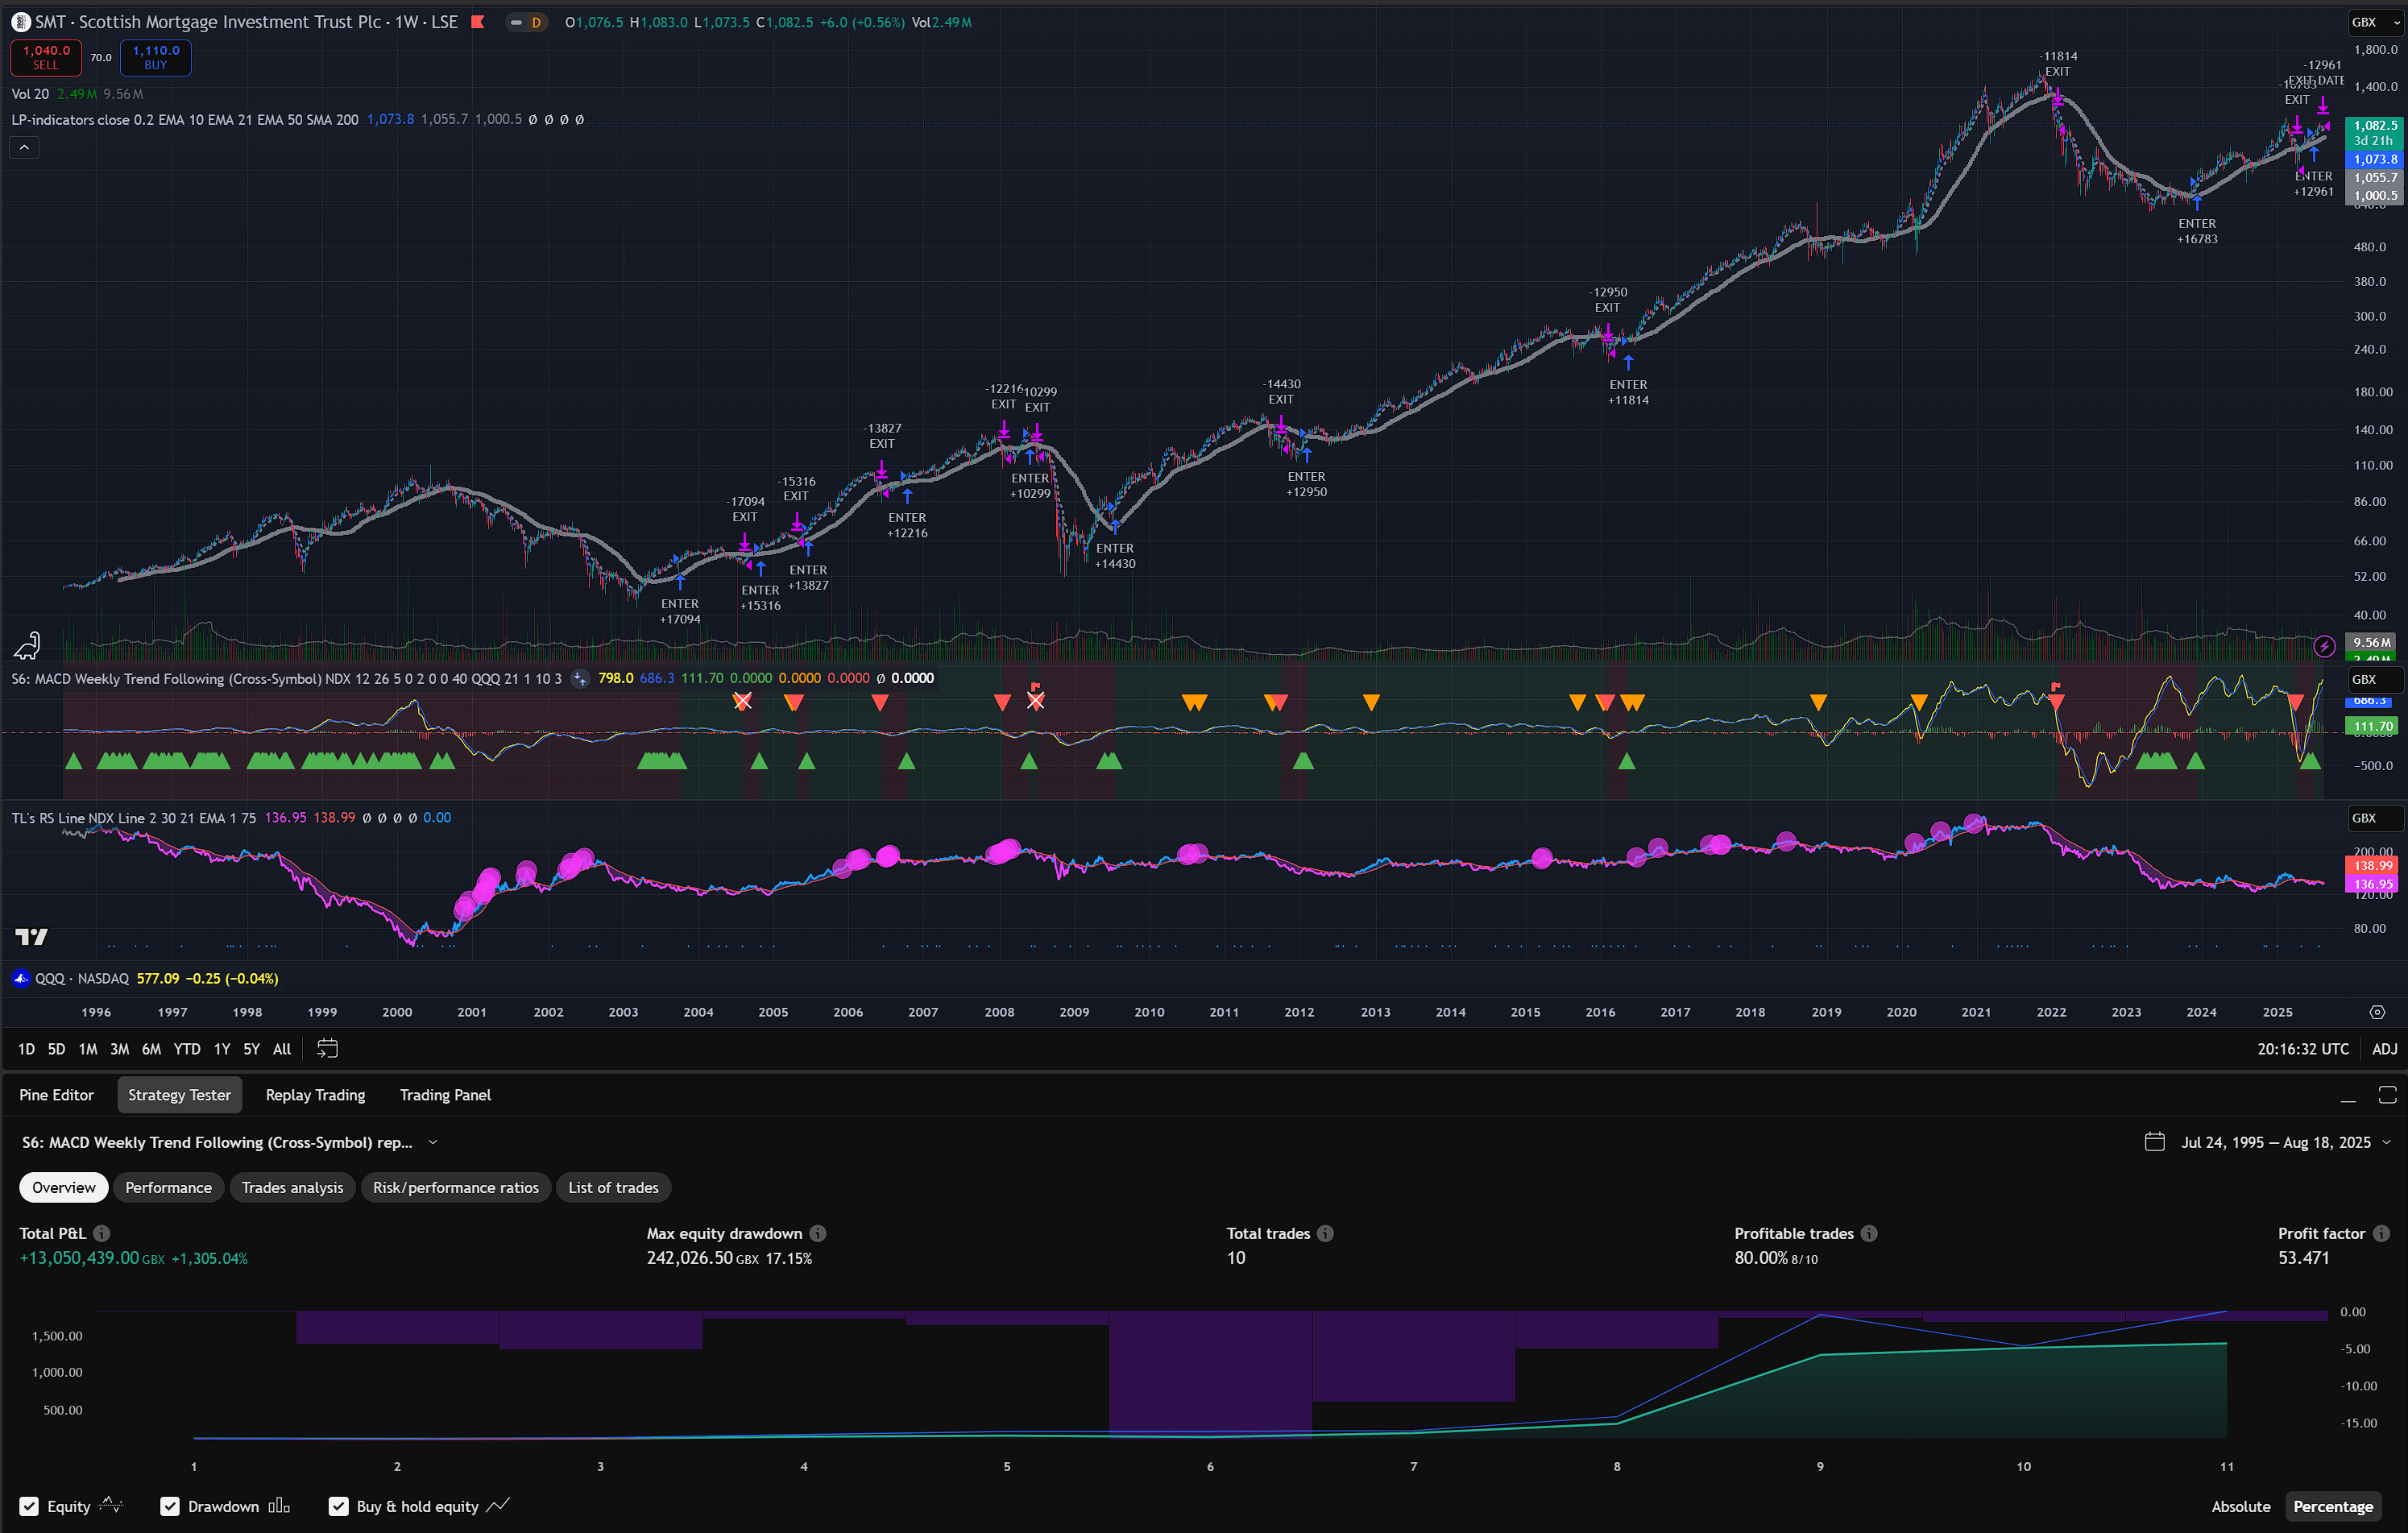 SMT · Scottish Mortgage Investment Trust Plc · 1W · LSE D O1,076.5 H1,083.0 L1,073.5 C1,082.5 +6.0 (+0.56%) Vol2.49M
GBX
1,040.0
SELL
70.0
1,110.0
BUY
Vol 20 2.49M 9.56M
LP-indicators close 0.2 EMA 10 EMA 21 EMA 50 SMA 200 1,073.8 1,055.7 1,000.5 Ø Ø Ø Ø
-11814
EXIT
-12961
EXIT DATE
EXIT
ENTER
+12961
ENTER
+16783
-12950
EXIT
ENTER
+11814
-14430
EXIT
ENTER
+12950
-12216
EXIT
10299
EXIT
ENTER
+10299
ENTER
+14430
-13827
EXIT
ENTER
+12216
-15316
EXIT
ENTER
+13827
-17094
EXIT
ENTER
+15316
ENTER
+17094
1,800.0
1,400.0
1,082.5
3d 21h
1,073.8
1,055.7
1,000.5
480.0
380.0
300.0
240.0
180.00
140.00
110.00
86.00
66.00
52.00
40.00
9.56M
2.49M
S6: MACD Weekly Trend Following (Cross-Symbol) NDX 12 26 5 0 2 0 0 40 QQQ 21 1 10 3 798.0 686.3 111.70 0.0000 0.0000 0.0000 Ø 0.0000
GBX
686.3
111.70
−500.0
TL's RS Line NDX Line 2 30 21 EMA 1 75 136.95 138.99 Ø Ø Ø Ø 0.00
GBX
200.00
138.99
136.95
120.00
80.00
QQQ · NASDAQ 577.09 −0.25 (−0.04%)
1996 1997 1998 1999 2000 2001 2002 2003 2004 2005 2006 2007 2008 2009 2010 2011 2012 2013 2014 2015 2016 2017 2018 2019 2020 2021 2022 2023 2024 2025
1D 5D 1M 3M 6M YTD 1Y 5Y All 20:16:32 UTC ADJ
Pine Editor Strategy Tester Replay Trading Trading Panel
S6: MACD Weekly Trend Following (Cross-Symbol) rep... Jul 24, 1995 — Aug 18, 2025
Overview Performance Trades analysis Risk/performance ratios List of trades
Total P&L Max equity drawdown Total trades Profitable trades Profit factor
+13,050,439.00 GBX +1,305.04% 242,026.50 GBX 17.15% 10 80.00% 8/10 53.471
1,500.00
1,000.00
500.00
0.00
-5.00
-10.00
-15.00
1 2 3 4 5 6 7 8 9 10 11
Equity Drawdown Buy & hold equity Absolute Percentage